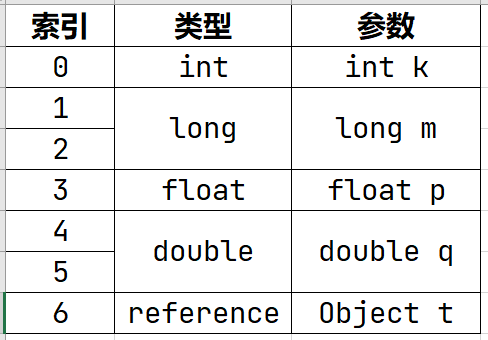 索引 类型 参数
0 int int k
1
long long m
2
3 float float p
4
double double q
5
6 reference Object t